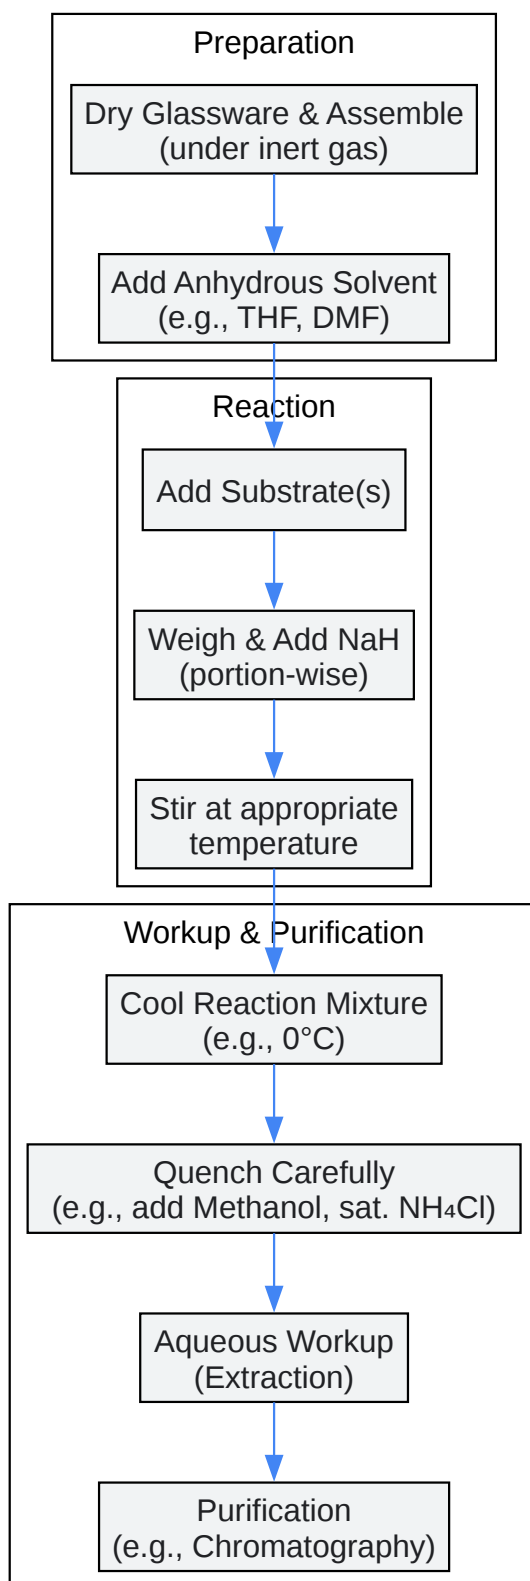 Preparation
Dry Glassware & Assemble
(under inert gas)
Add Anhydrous Solvent
(e.g., THF, DMF)
Reaction
Add Substrate(s)
Weigh & Add NaH
(portion-wise)
Stir at appropriate
temperature
Workup & Purification
Cool Reaction Mixture
(e.g., 0°C)
Quench Carefully
(e.g., add Methanol, sat. NH₄Cl)
Aqueous Workup
(Extraction)
Purification
(e.g., Chromatography)